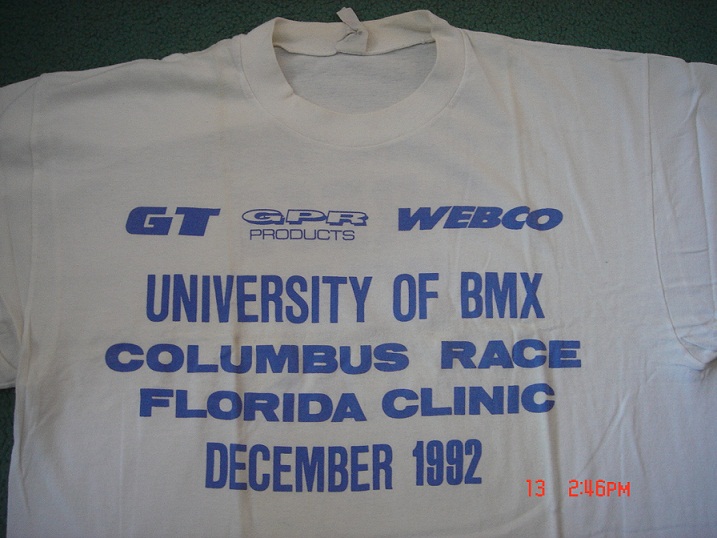 GT GPR WEBCO
PRODUCTS
UNIVERSITY OF BMX
COLUMBUS RACE
FLORIDA CLINIC
DECEMBER 1992
13 2:46PM